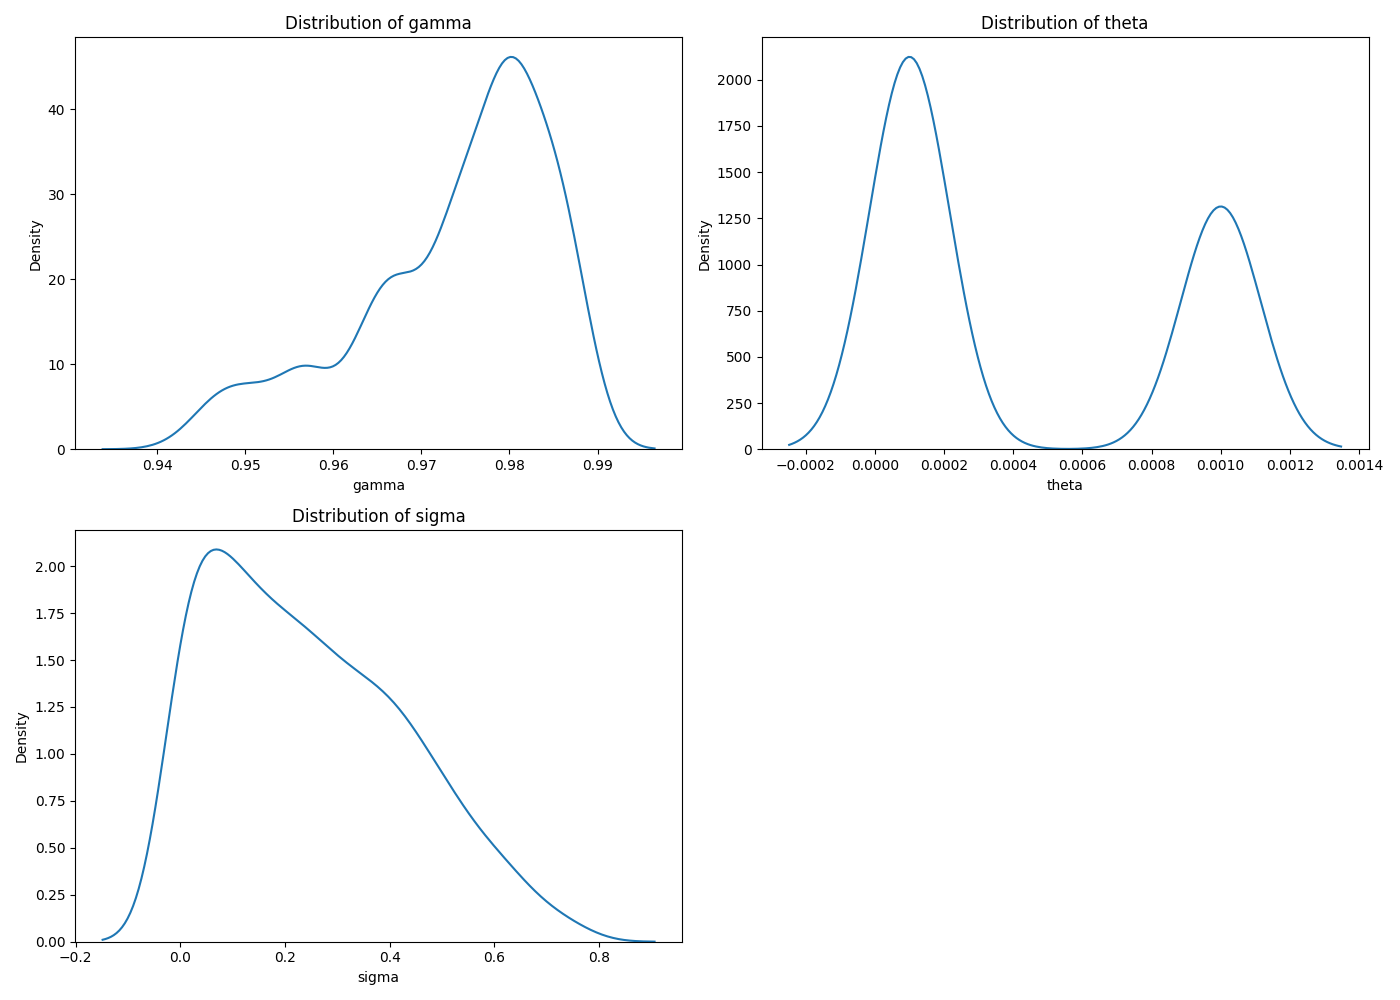 Distribution of gamma
Density
40
30
20
10
0
0.94 0.95 0.96 0.97 0.98 0.99
gamma
Distribution of theta
Density
2000
1750
1500
1250
1000
750
500
250
0
−0.0002 0.0000 0.0002 0.0004 0.0006 0.0008 0.0010 0.0012 0.0014
theta
Distribution of sigma
Density
2.00
1.75
1.50
1.25
1.00
0.75
0.50
0.25
0.00
−0.2 0.0 0.2 0.4 0.6 0.8
sigma